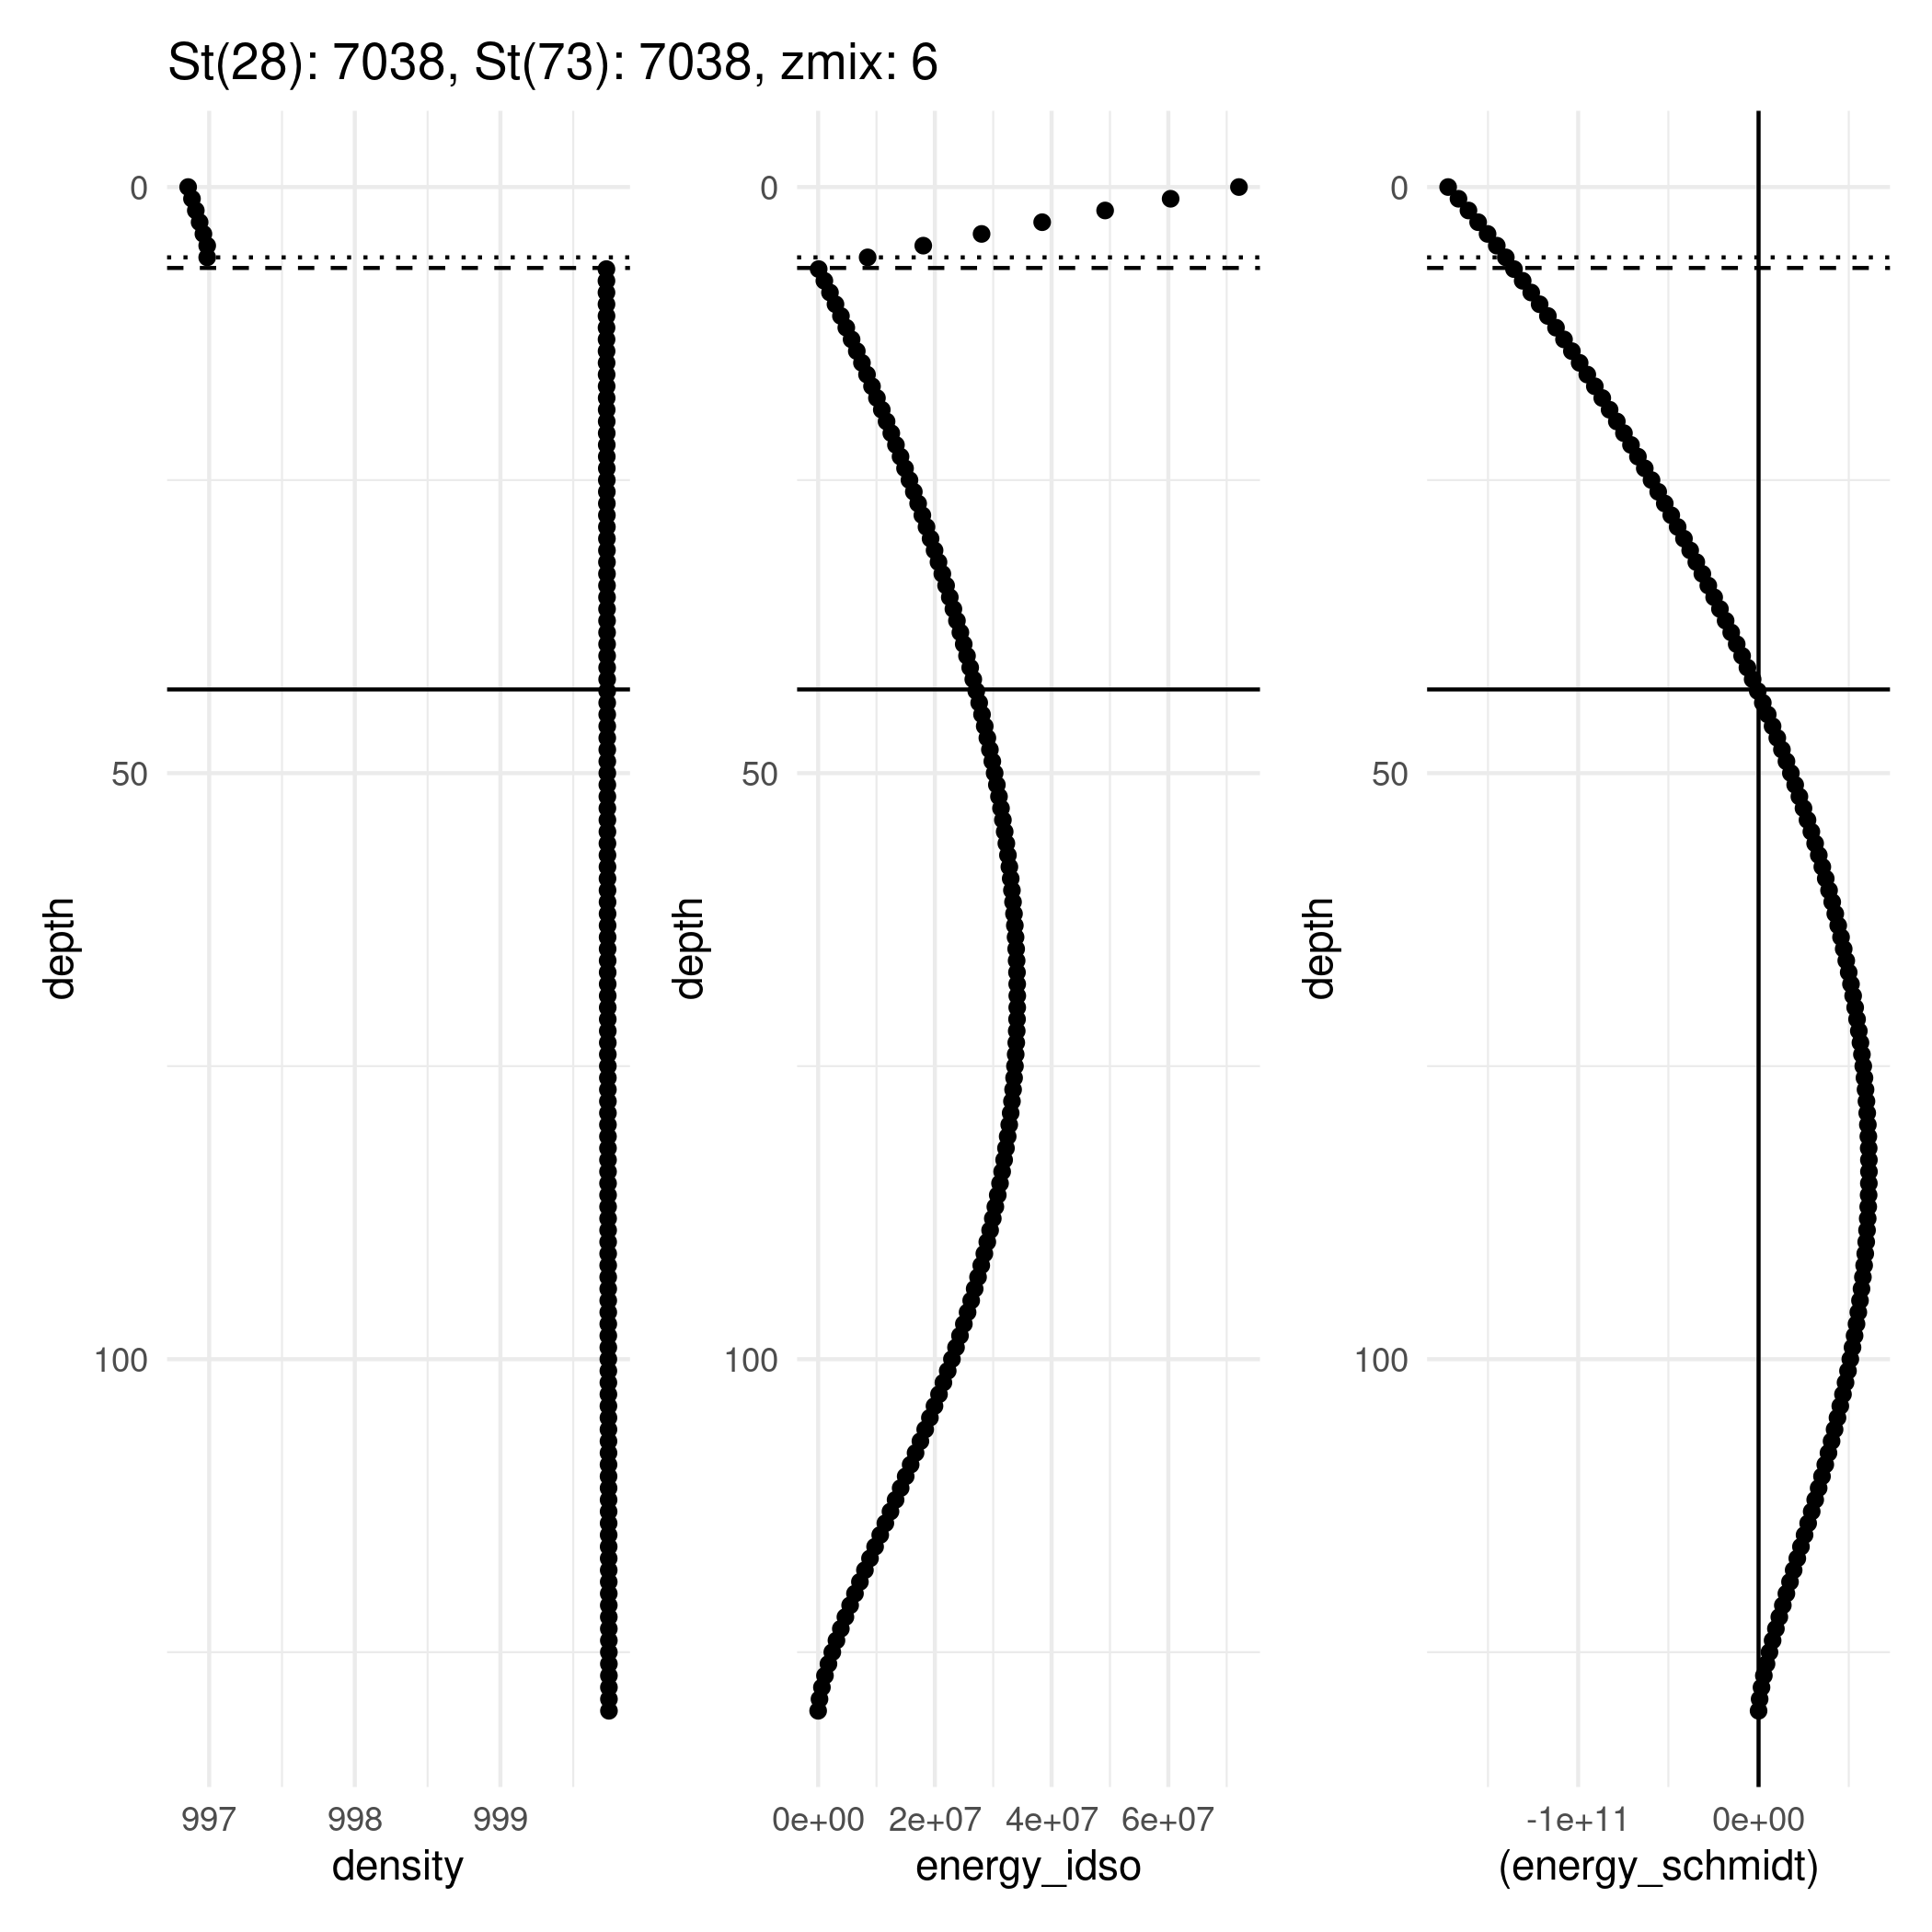 St(28): 7038, St(73): 7038, zmix: 6
0
50
100
depth
997 998 999
density
0
50
100
depth
0e+00 2e+07 4e+07 6e+07
energy_idso
0
50
100
depth
-1e+11 0e+00
(energy_schmidt)